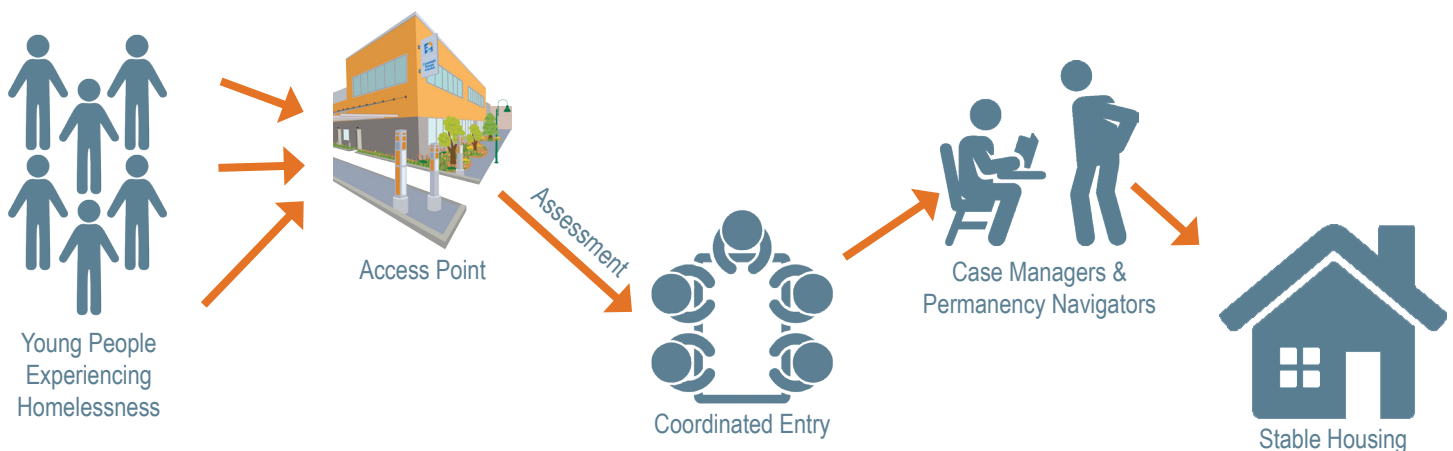 Young People
Experiencing
Homelessness
Access Point
Assessment
Coordinated Entry
Case Managers &
Permanency Navigators
Stable Housing